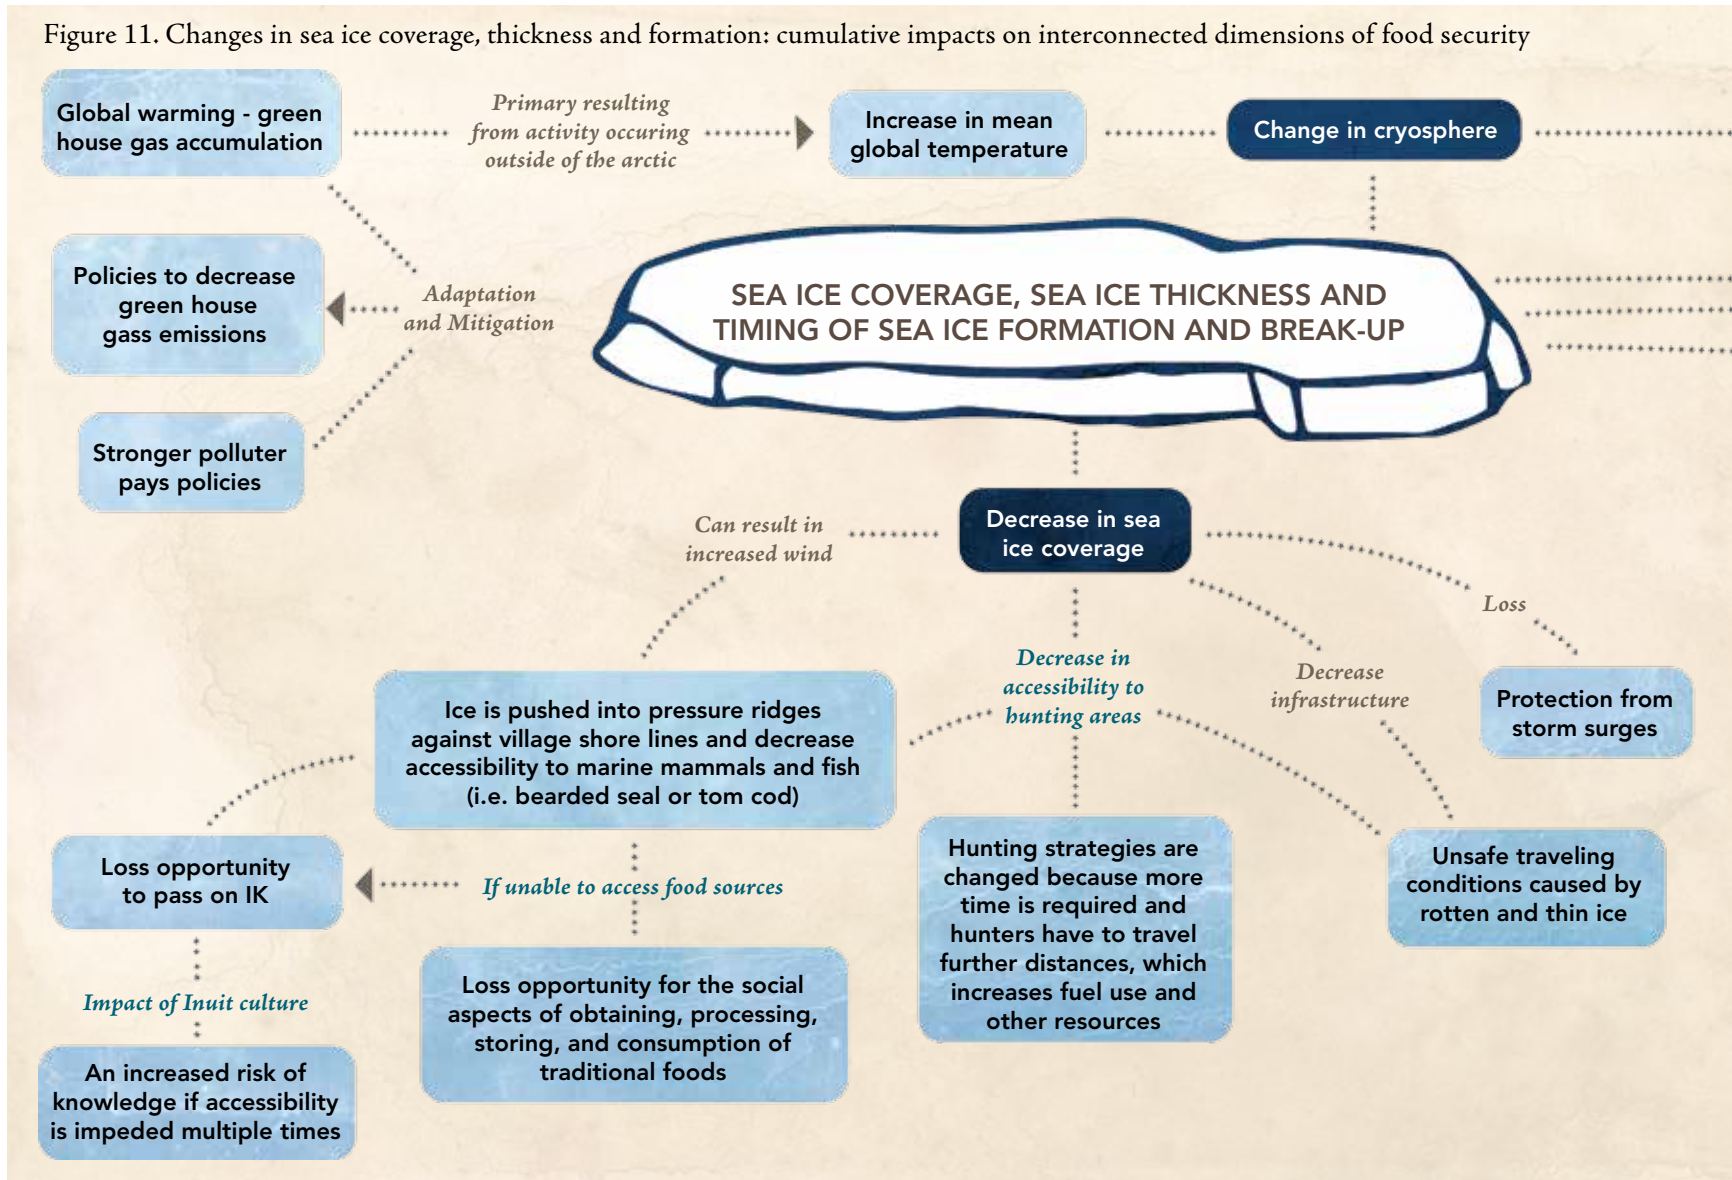 Figure 11. Changes in sea ice coverage, thickness and formation: cumulative impacts on interconnected dimensions of food security
Global warming - green
house gas accumulation
Primary resulting
from activity occuring
outside of the arctic
Increase in mean
global temperature
Change in cryosphere
Policies to decrease
green house
gass emissions
Adaptation
and Mitigation
SEA ICE COVERAGE, SEA ICE THICKNESS AND
TIMING OF SEA ICE FORMATION AND BREAK-UP
Stronger polluter
pays policies
Can result in
increased wind
Decrease in sea
ice coverage
Loss
Decrease in
accessibility to
hunting areas
Decrease
infrastructure
Protection from
storm surges
Ice is pushed into pressure ridges
against village shore lines and decrease
accessibility to marine mammals and fish
(i.e. bearded seal or tom cod)
Loss opportunity
to pass on IK
If unable to access food sources
Hunting strategies are
changed because more
time is required and
hunters have to travel
further distances, which
increases fuel use and
other resources
Unsafe traveling
conditions caused by
rotten and thin ice
Impact of Inuit culture
Loss opportunity for the social
aspects of obtaining, processing,
storing, and consumption of
traditional foods
An increased risk of
knowledge if accessibility
is impeded multiple times